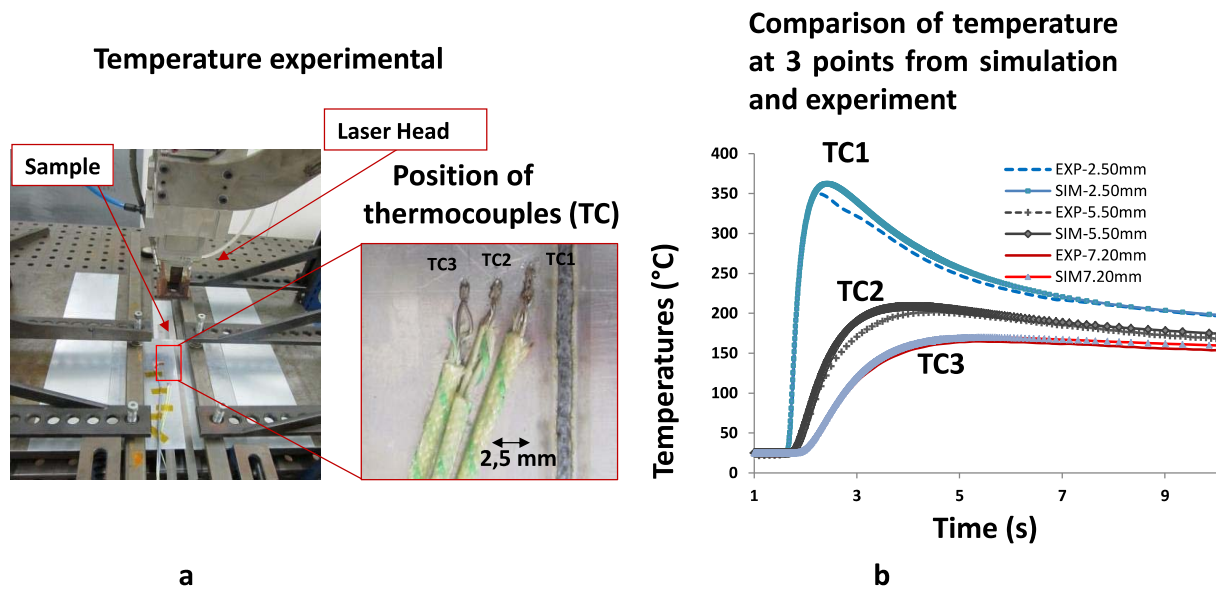 Temperature experimental
Laser Head
Sample
Position of
thermocouples (TC)
TC3
TC2
TC1
2,5 mm
a
Comparison of temperature
at 3 points from simulation
and experiment
Temperatures (°C)
400
350
300
250
200
150
100
50
0
TC1
TC2
TC3
EXP-2.50mm
SIM-2.50mm
EXP-5.50mm
SIM-5.50mm
EXP-7.20mm
SIM7.20mm
1
3
5
7
9
Time (s)
b